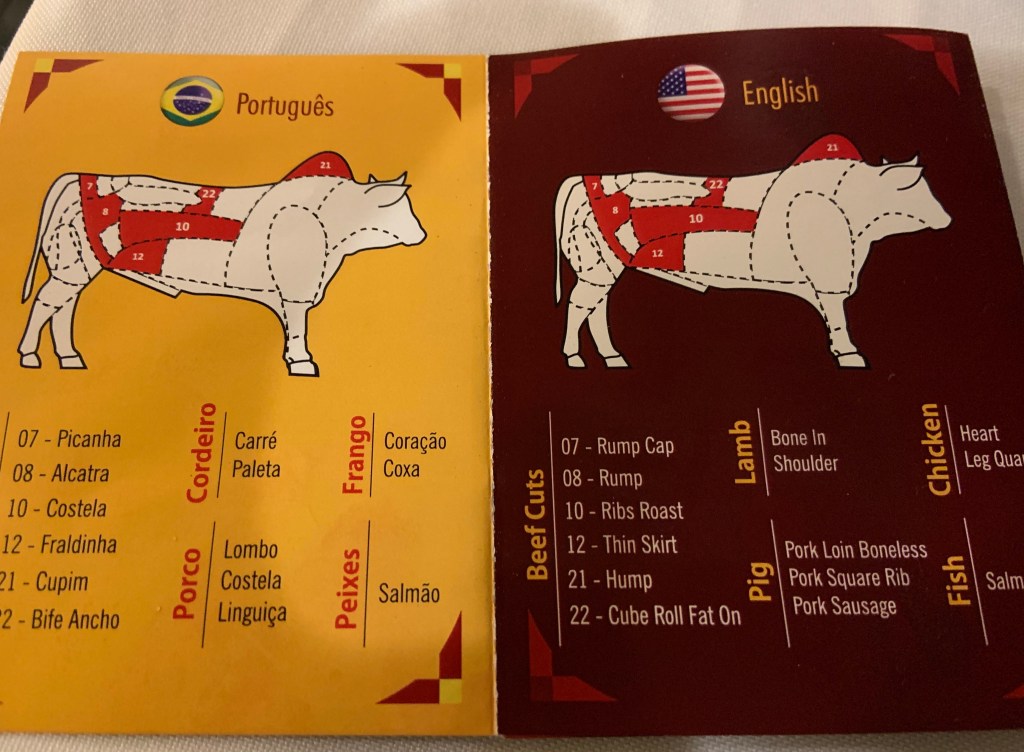 Português
21
7
22
8
10
12
07 - Picanha
08 - Alcatra
10 - Costela
12 - Fraldinha
21 - Cupim
22 - Bife Ancho
Cordeiro
Carré
Paleta
Frango
Coração
Coxa
Porco
Lombo
Costela
Linguiça
Peixes
Salmão
English
21
7
22
8
10
12
Beef Cuts
07 - Rump Cap
08 - Rump
10 - Ribs Roast
12 - Thin Skirt
21 - Hump
22 - Cube Roll Fat On
Lamb
Bone In
Shoulder
Chicken
Heart
Leg
Pig
Pork Loin Boneless
Pork Square Rib
Pork Sausage
Fish